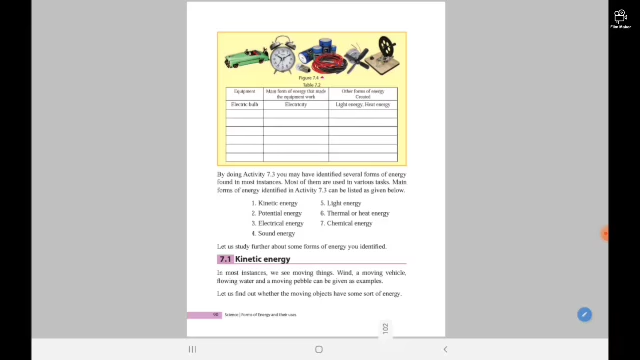 Figure 7.4
Table 7.2
Equipment Main form of energy that made the equipment work Other forms of energy Created
Electric bulb Electricity Light energy, Heat energy
By doing Activity 7.3 you may have identified several forms of energy
found in most instances. Most of them are used in various tasks. Main
forms of energy identified in Activity 7.3 can be listed as given below.
1. Kinetic energy
2. Potential energy
3. Electrical energy
4. Sound energy
5. Light energy
6. Thermal or heat energy
7. Chemical energy
Let us study further about some forms of energy you identified.
7.1 Kinetic energy
In most instances, we see moving things. Wind, a moving vehicle,
flowing water and a moving pebble can be given as examples.
Let us find out whether the moving objects have some sort of energy.
Science | Forms of Energy and their uses
102
Film Maker